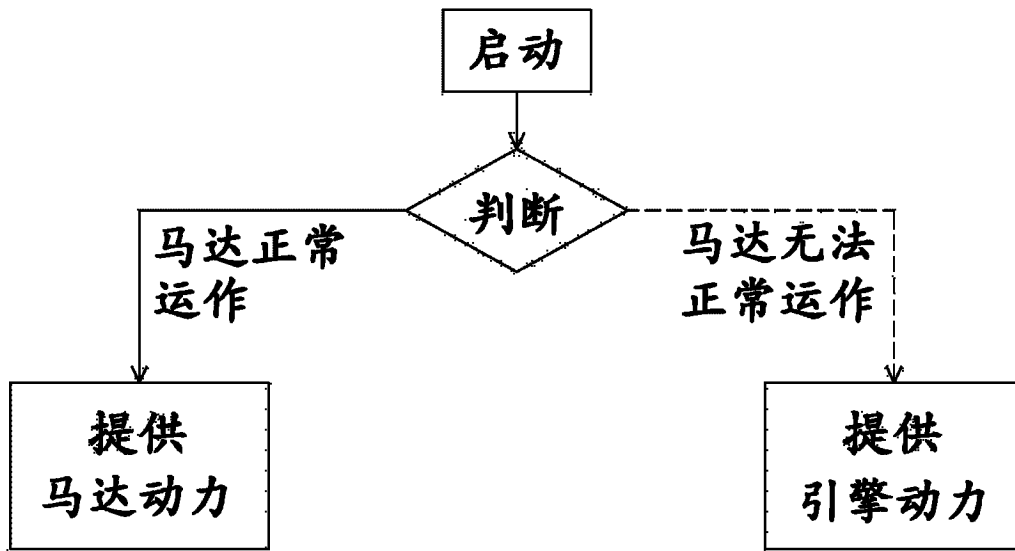 启动
判断
马达正常
运作
马达无法
正常运作
提供
马达动力
提供
引擎动力